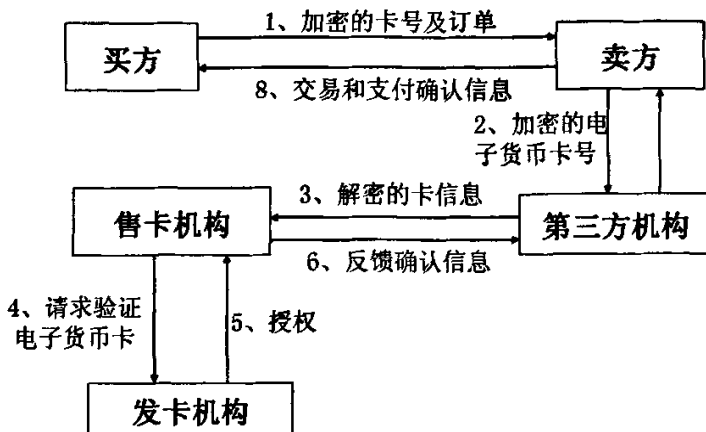 1、加密的卡号及订单
买方
卖方
8、交易和支付确认信息
2、加密的电
子货币卡号
3、解密的卡信息
售卡机构
第三方机构
6、反馈确认信息
4、请求验证
电子货币卡
5、授权
发卡机构